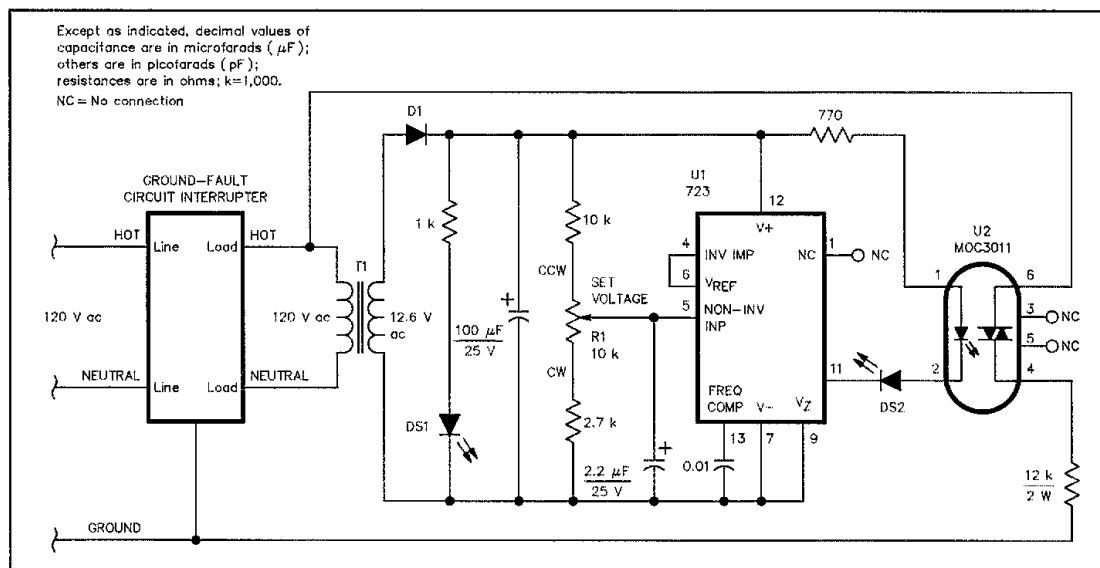 Except as indicated, decimal values of
capacitance are in microfarads ( μF );
others are in picofarads ( pF );
resistances are in ohms; k=1,000.
NC = No connection
D1
770
GROUND-FAULT
CIRCUIT INTERRUPTER
U1
723
12
V+
1 k
10 k
U2
MOC3011
HOT
Line
Load
HOT
4
INV IMP
NC
1
NC
T1
CCW
SET
VOLTAGE
6
VREF
1
6
120 V ac
120 V ac
12.6 V
ac
5
NON-INV
INP
3
NC
+
100 μF
25 V
R1
10 k
5
NC
NEUTRAL
Line
Load
NEUTRAL
CW
11
2
4
FREQ
COMP
V-
VZ
DS2
DS1
2.7 k
13
7
9
+
2.2 μF
25 V
0.01
12 k
2 W
GROUND